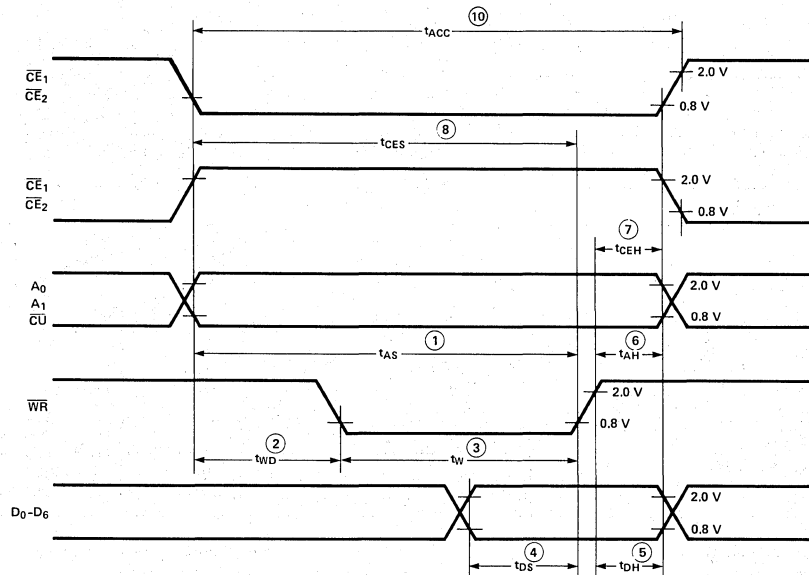 10
tACC
CE1
CE2
2.0 V
0.8 V
8
tCES
CE1
CE2
2.0 V
0.8 V
7
tCEH
A0
A1
CU
2.0 V
0.8 V
1
tAS
6
tAH
WR
2.0 V
0.8 V
2
tWD
3
tW
D0-D6
2.0 V
0.8 V
4
tDS
5
tDH